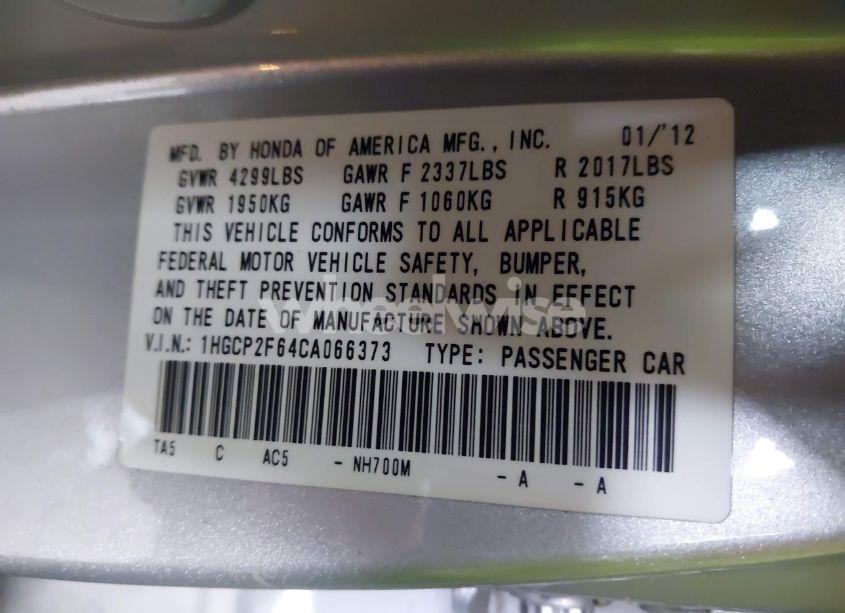 MFD. BY HONDA OF AMERICA MFG., INC. 01/'12
GVWR 4299LBS GAWR F 2337LBS R 2017LBS
GVWR 1950KG GAWR F 1060KG R 915KG
THIS VEHICLE CONFORMS TO ALL APPLICABLE
FEDERAL MOTOR VEHICLE SAFETY, BUMPER,
AND THEFT PREVENTION STANDARDS IN EFFECT
wheelwise
ON THE DATE OF MANUFACTURE SHOWN ABOVE.
V.I.N.: 1HGCP2F64CA066373 TYPE: PASSENGER CAR
TA5 C AC5 - NH700M - A - A